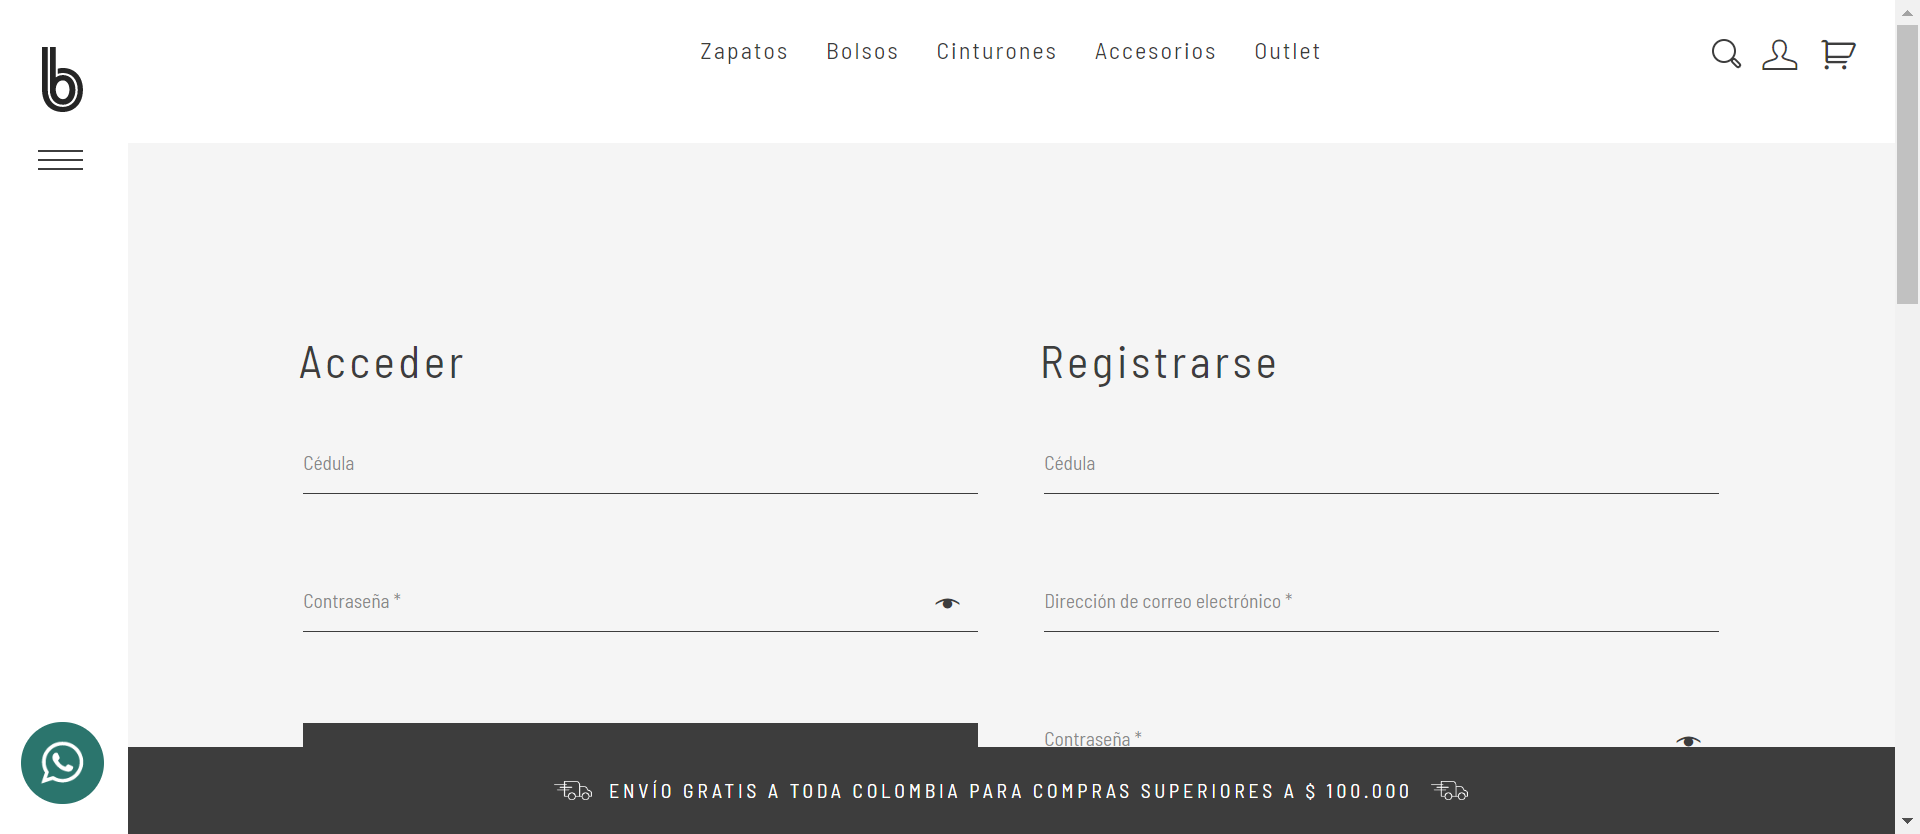 b
Zapatos Bolsos Cinturones Accesorios Outlet
Acceder
Cédula
Contraseña *
Registrarse
Cédula
Dirección de correo electrónico *
Contraseña *
ENVÍO GRATIS A TODA COLOMBIA PARA COMPRAS SUPERIORES A $ 100.000